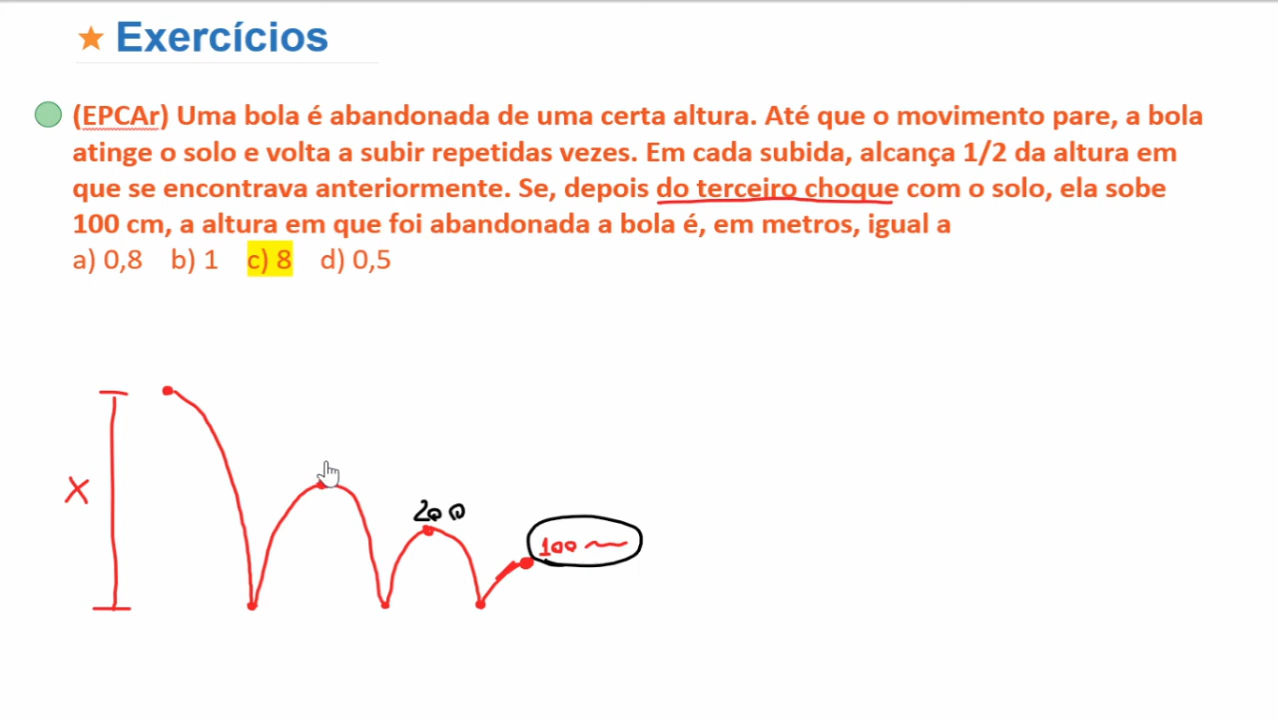 Exercícios
(EPCAr) Uma bola é abandonada de uma certa altura. Até que o movimento pare, a bola
atinge o solo e volta a subir repetidas vezes. Em cada subida, alcança 1/2 da altura em
que se encontrava anteriormente. Se, depois do terceiro choque com o solo, ela sobe
100 cm, a altura em que foi abandonada a bola é, em metros, igual a
a) 0,8 b) 1 c) 8 d) 0,5
x
200
100